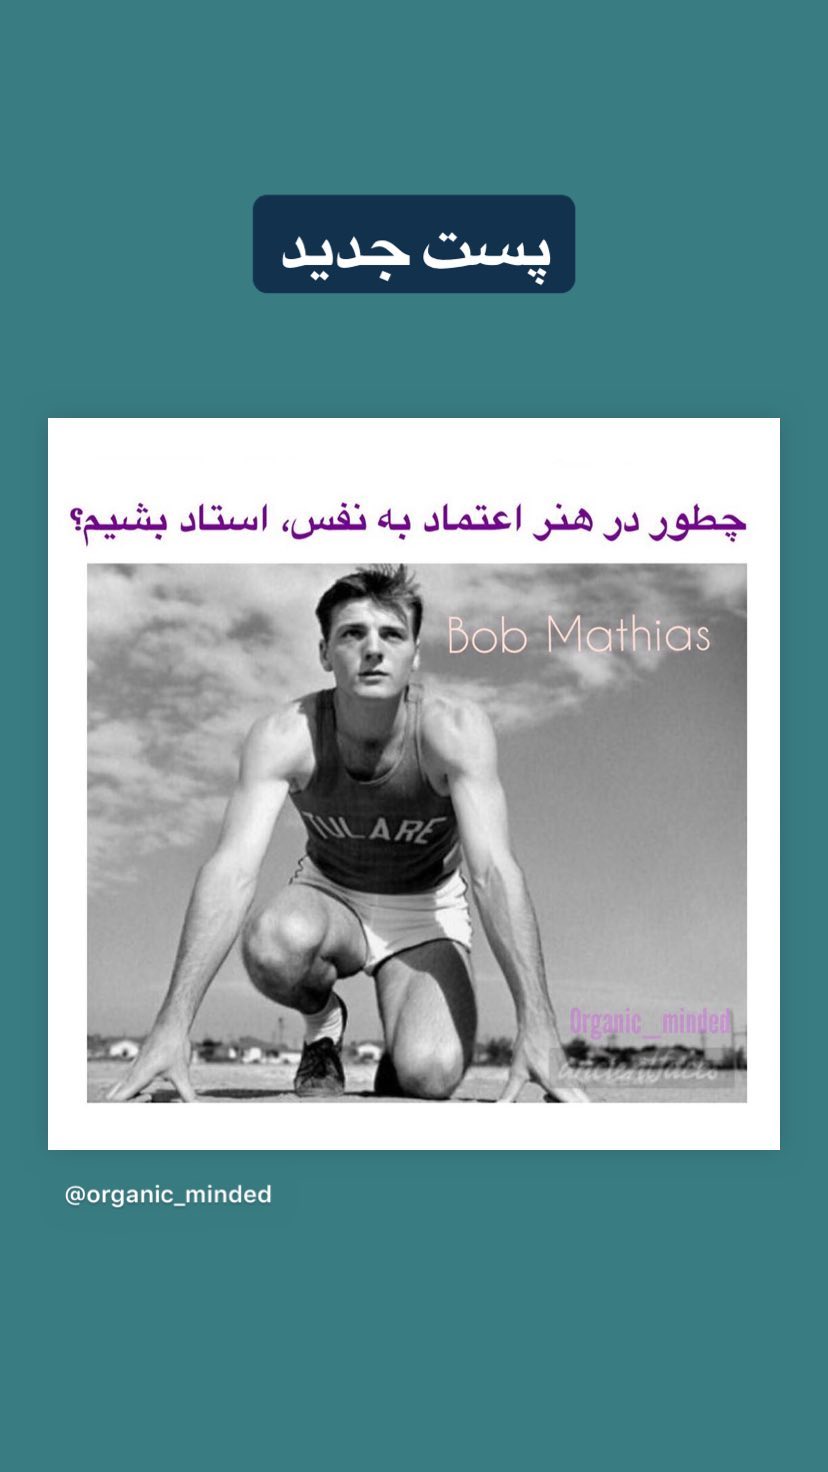 پست جدید
چطور در هنر اعتماد به نفس، استاد بشیم؟
Bob Mathias
TULARE
Organic_minded
@organic_minded